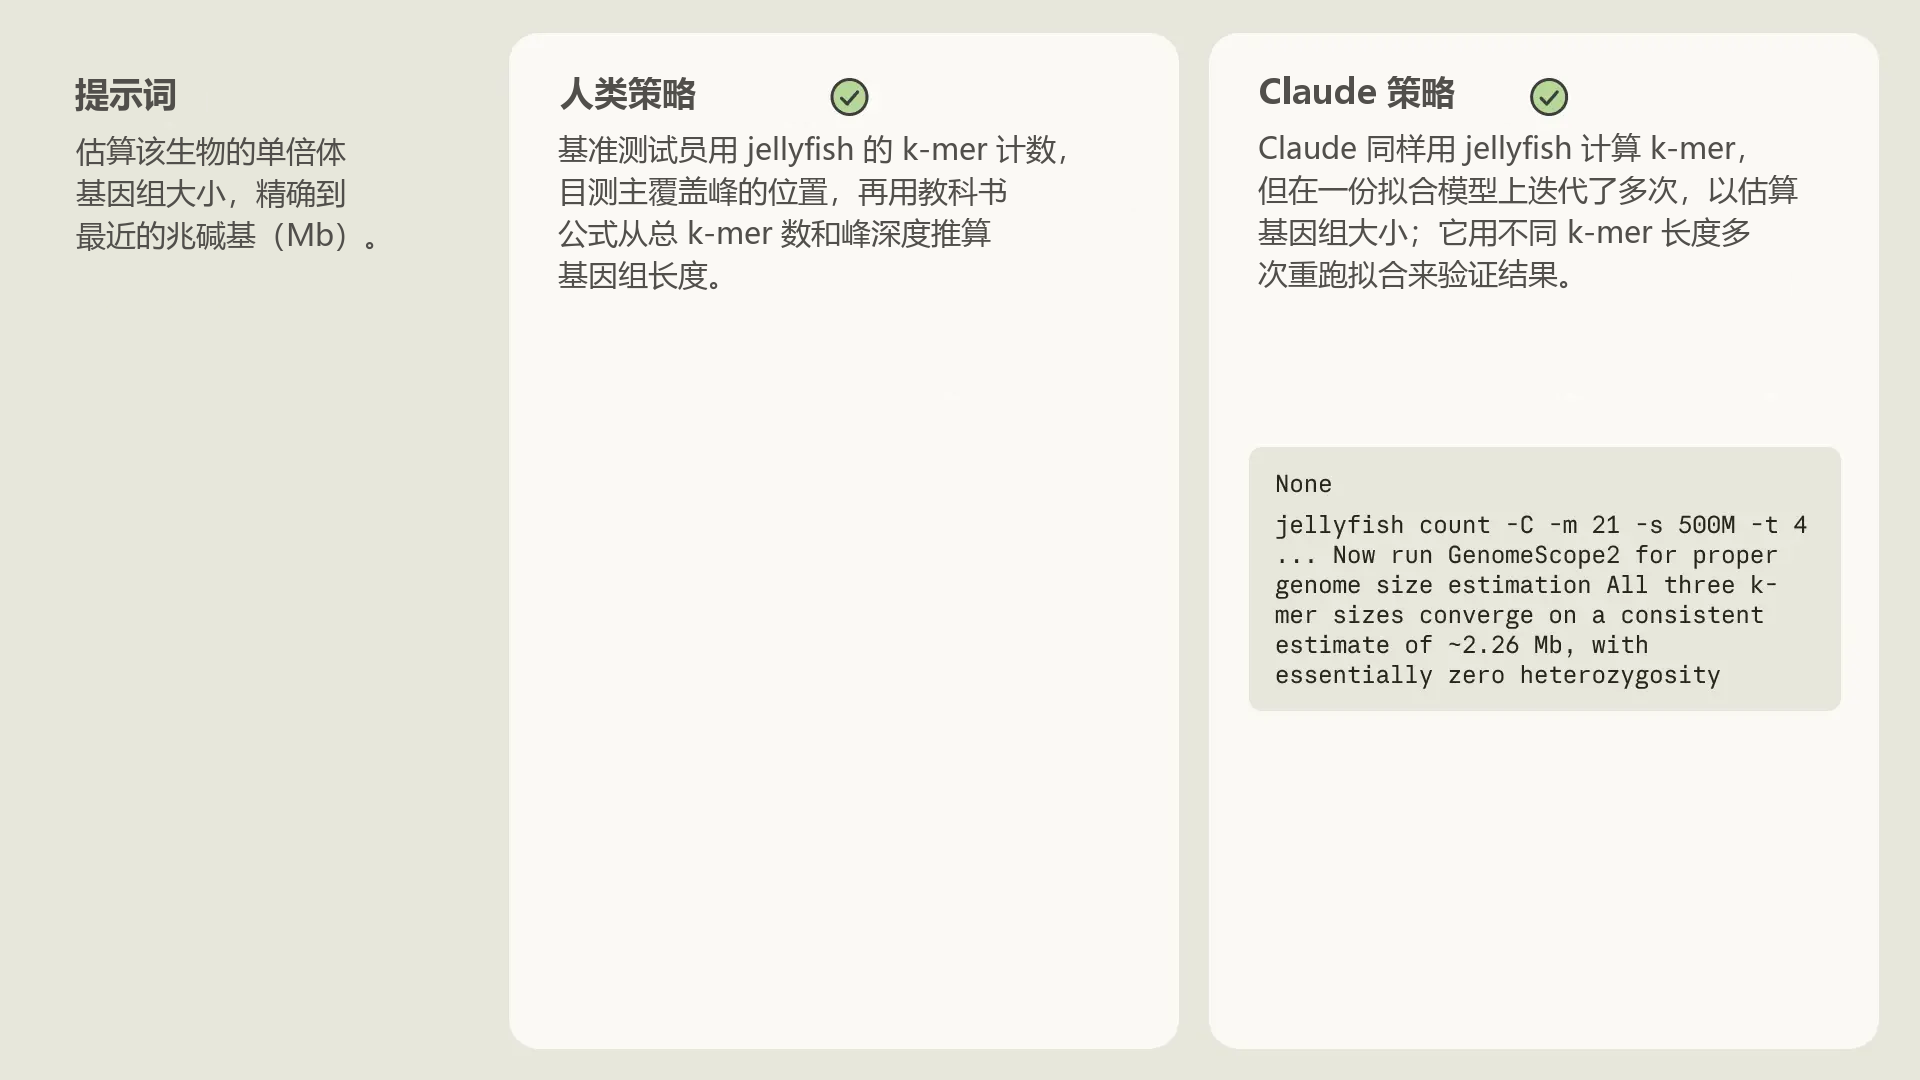 提示词
估算该生物的单倍体
基因组大小，精确到
最近的兆碱基（Mb）。
人类策略
基准测试员用 jellyfish 的 k-mer 计数，
目测主覆盖峰的位置，再用教科书
公式从总 k-mer 数和峰深度推算
基因组长度。
Claude 策略
Claude 同样用 jellyfish 计算 k-mer，
但在一份拟合模型上迭代了多次，以估算
基因组大小；它用不同 k-mer 长度多
次重跑拟合来验证结果。
None
jellyfish count -C -m 21 -s 500M -t 4
... Now run GenomeScope2 for proper
genome size estimation All three k-
mer sizes converge on a consistent
estimate of ~2.26 Mb, with
essentially zero heterozygosity